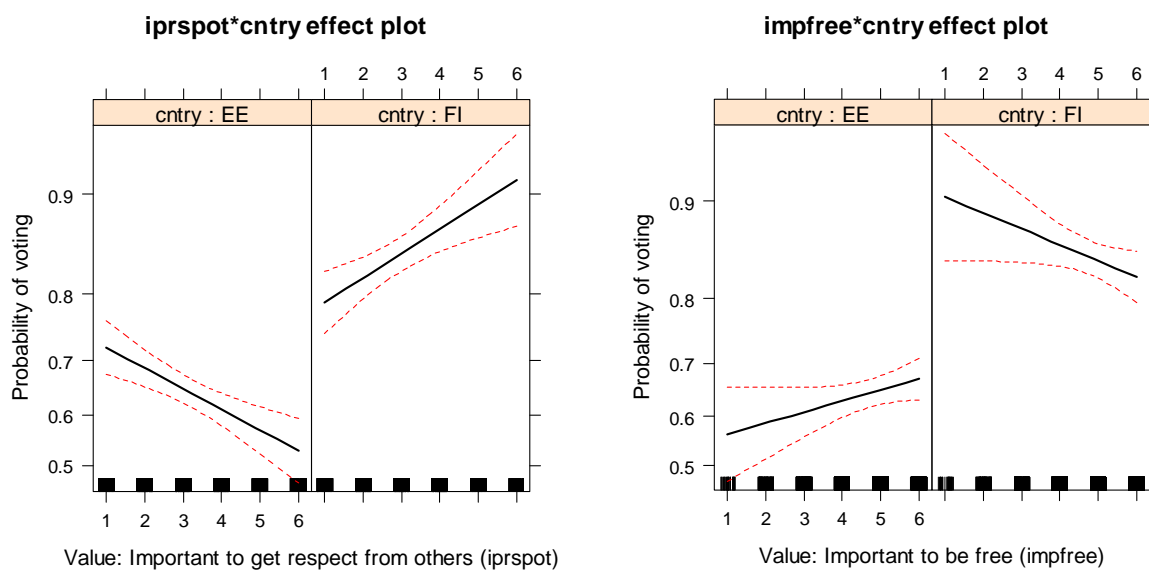 iprspot*cntry effect plot
1 2 3 4 5 6
cntry : EE cntry : FI
Probability of voting
0.9
0.8
0.7
0.6
0.5
1 2 3 4 5 6
Value: Important to get respect from others (iprspot)
impfree*cntry effect plot
1 2 3 4 5 6
cntry : EE cntry : FI
Probability of voting
0.9
0.8
0.7
0.6
0.5
1 2 3 4 5 6
Value: Important to be free (impfree)